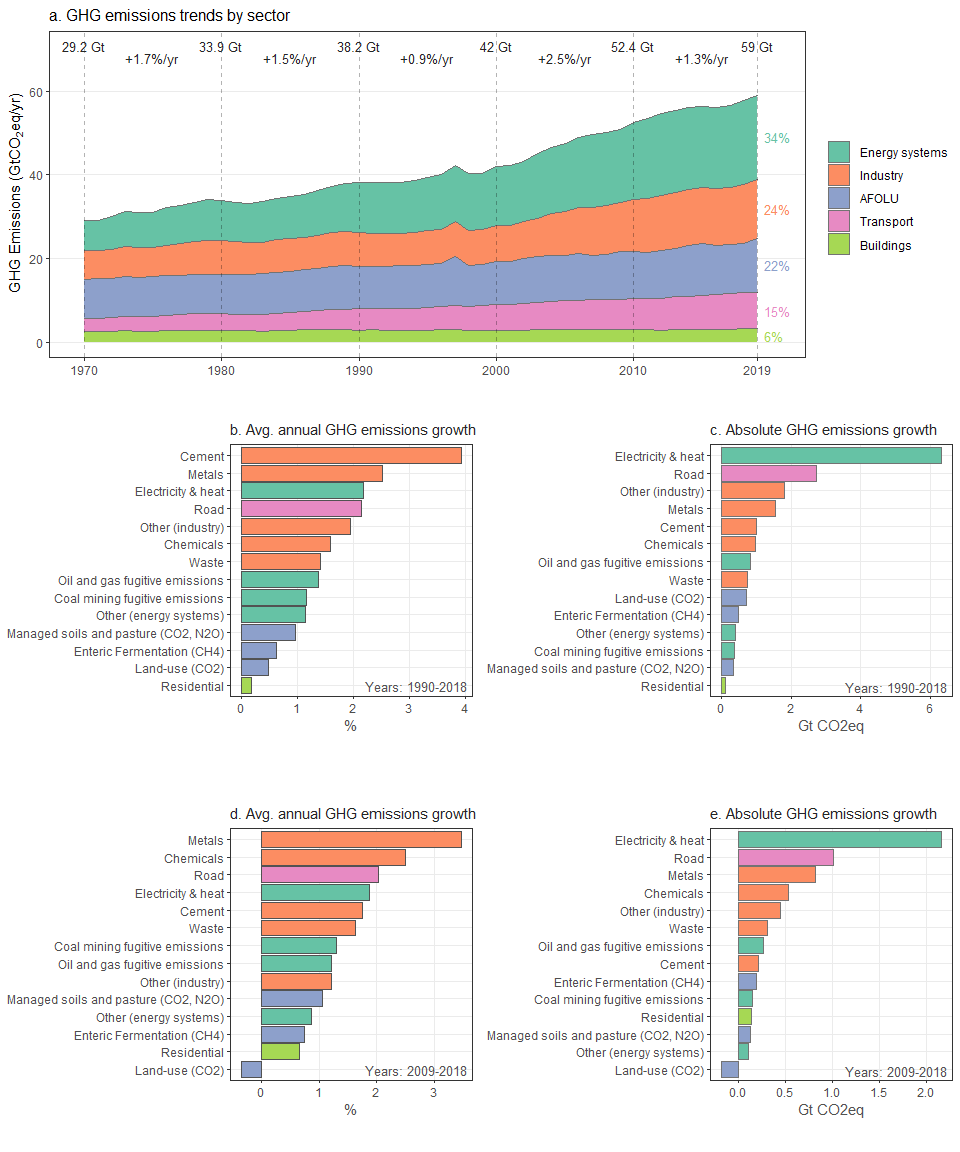 a. GHG emissions trends by sector
29.2 Gt 33.9 Gt 38.2 Gt 42 Gt 52.4 Gt 59 Gt
+1.7%/yr +1.5%/yr +0.9%/yr +2.5%/yr +1.3%/yr
GHG Emissions (GtCO₂eq/yr)
60
40
20
0
34%
24%
22%
15%
6%
1970 1980 1990 2000 2010 2019
Energy systems
Industry
AFOLU
Transport
Buildings
b. Avg. annual GHG emissions growth
Cement
Metals
Electricity & heat
Road
Other (industry)
Chemicals
Waste
Oil and gas fugitive emissions
Coal mining fugitive emissions
Other (energy systems)
Managed soils and pasture (CO2, N2O)
Enteric Fermentation (CH4)
Land-use (CO2)
Residential
Years: 1990-2018
0 1 2 3 4
%
c. Absolute GHG emissions growth
Electricity & heat
Road
Other (industry)
Metals
Cement
Chemicals
Oil and gas fugitive emissions
Waste
Land-use (CO2)
Enteric Fermentation (CH4)
Other (energy systems)
Coal mining fugitive emissions
Managed soils and pasture (CO2, N2O)
Residential
Years: 1990-2018
0 2 4 6
Gt CO2eq
d. Avg. annual GHG emissions growth
Metals
Chemicals
Road
Electricity & heat
Cement
Waste
Coal mining fugitive emissions
Oil and gas fugitive emissions
Other (industry)
Managed soils and pasture (CO2, N2O)
Other (energy systems)
Enteric Fermentation (CH4)
Residential
Land-use (CO2)
Years: 2009-2018
0 1 2 3
%
e. Absolute GHG emissions growth
Electricity & heat
Road
Metals
Chemicals
Other (industry)
Waste
Oil and gas fugitive emissions
Cement
Enteric Fermentation (CH4)
Coal mining fugitive emissions
Residential
Managed soils and pasture (CO2, N2O)
Other (energy systems)
Land-use (CO2)
Years: 2009-2018
0.0 0.5 1.0 1.5 2.0
Gt CO2eq